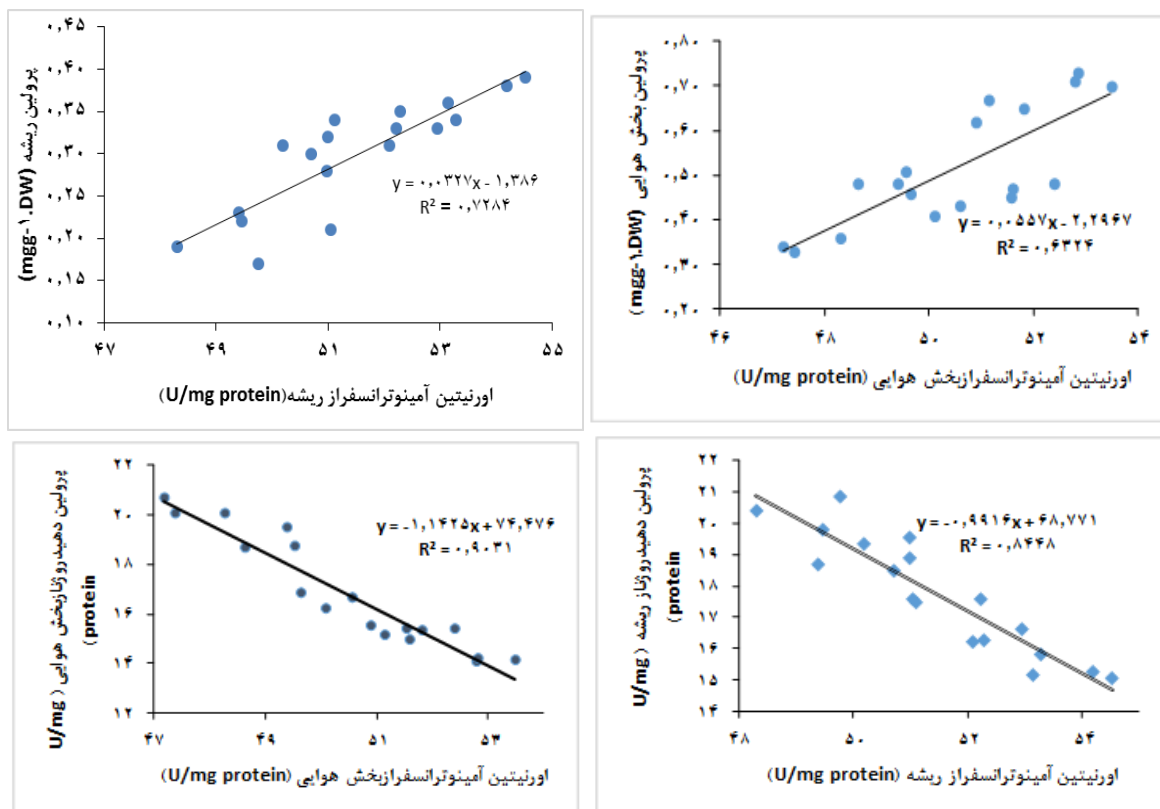 پرولین ریشه (mgg-۱.DW)
۰,۴۵
۰,۴۰
۰,۳۵
۰,۳۰
۰,۲۵
۰,۲۰
۰,۱۵
۰,۱۰
y = ۰,۰۳۲۷x - ۱,۳۸۶
R² = ۰,۷۲۸۴
۴۷ ۴۹ ۵۱ ۵۳ ۵۵
اورنیتین آمینوترانسفراز ریشه(U/mg protein)
پرولین بخش هوایی (mgg-۱.DW)
۰,۸۰
۰,۷۰
۰,۶۰
۰,۵۰
۰,۴۰
۰,۳۰
۰,۲۰
y = ۰,۰۵۵۷x - ۲,۲۹۶۷
R² = ۰,۶۳۲۴
۴۶ ۴۸ ۵۰ ۵۲ ۵۴
اورنیتین آمینوترانسفرازبخش هوایی (U/mg protein)
پرولین دهیدروژنازبخش هوایی ( U/mg
protein)
۲۲
۲۰
۱۸
۱۶
۱۴
۱۲
y = -۱,۱۴۲۵x + ۷۴,۴۷۶
R² = ۰,۹۰۳۱
۴۷ ۴۹ ۵۱ ۵۳
اورنیتین آمینوترانسفرازبخش هوایی (U/mg protein)
پرولین دهیدروژناز ریشه ( U/mg
protein)
۲۲
۲۱
۲۰
۱۹
۱۸
۱۷
۱۶
۱۵
۱۴
y = -۰,۹۹۱۶x + ۶۸,۷۷۱
R² = ۰,۸۴۴۸
۴۸ ۵۰ ۵۲ ۵۴
اورنیتین آمینوترانسفراز ریشه (U/mg protein)